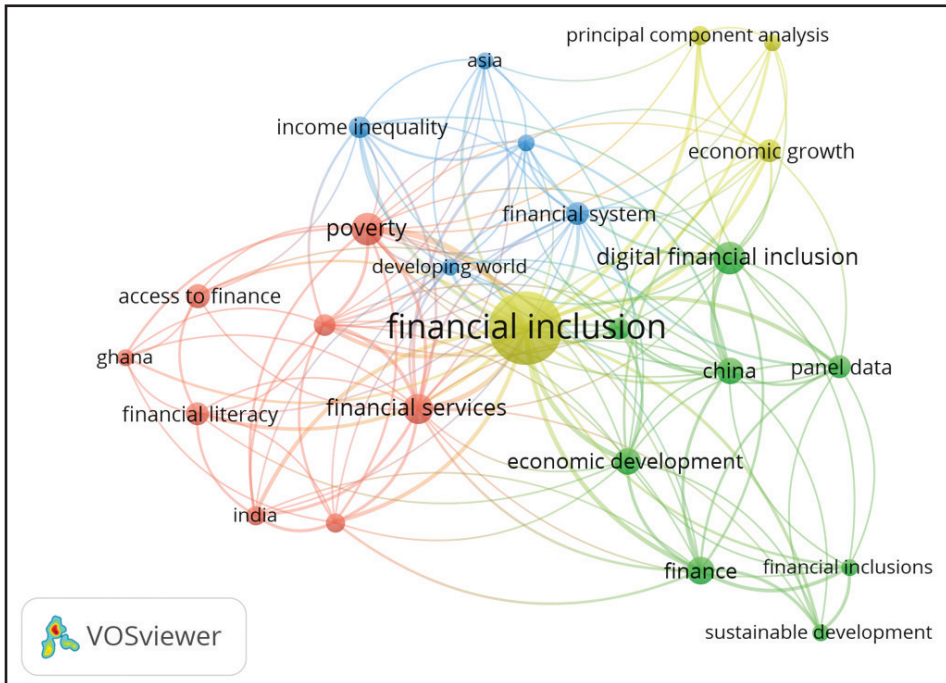 principal component analysis
asia
income inequality
economic growth
financial system
poverty
digital financial inclusion
developing world
access to finance
financial inclusion
ghana
china
panel data
financial literacy
financial services
economic development
india
finance
financial inclusions
sustainable development
VOSviewer